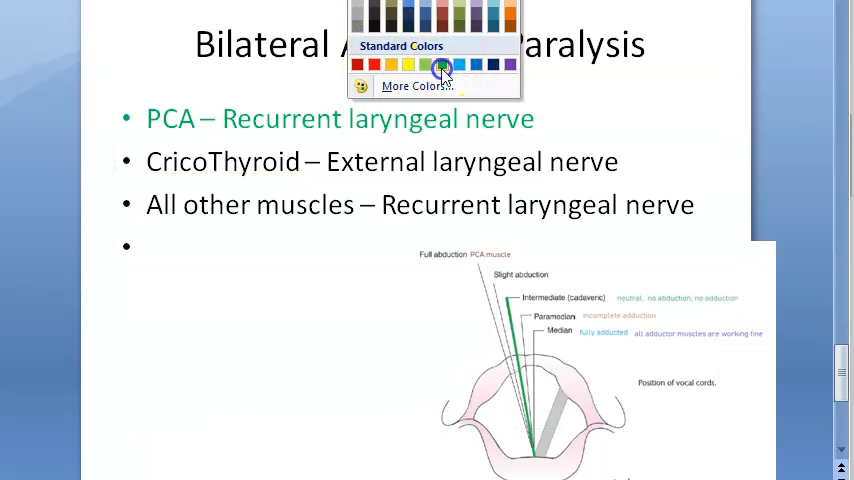 Bilateral A Paralysis
Standard Colors
More Colors...
• PCA – Recurrent laryngeal nerve
• CricoThyroid – External laryngeal nerve
• All other muscles – Recurrent laryngeal nerve
•
Full abduction PCA muscle
Slight abduction
Intermediate (cadaveric) neutral, no abduction, no adduction
Paramedian incomplete adduction
Median fully adducted all adductor muscles are working fine
Position of vocal cords.